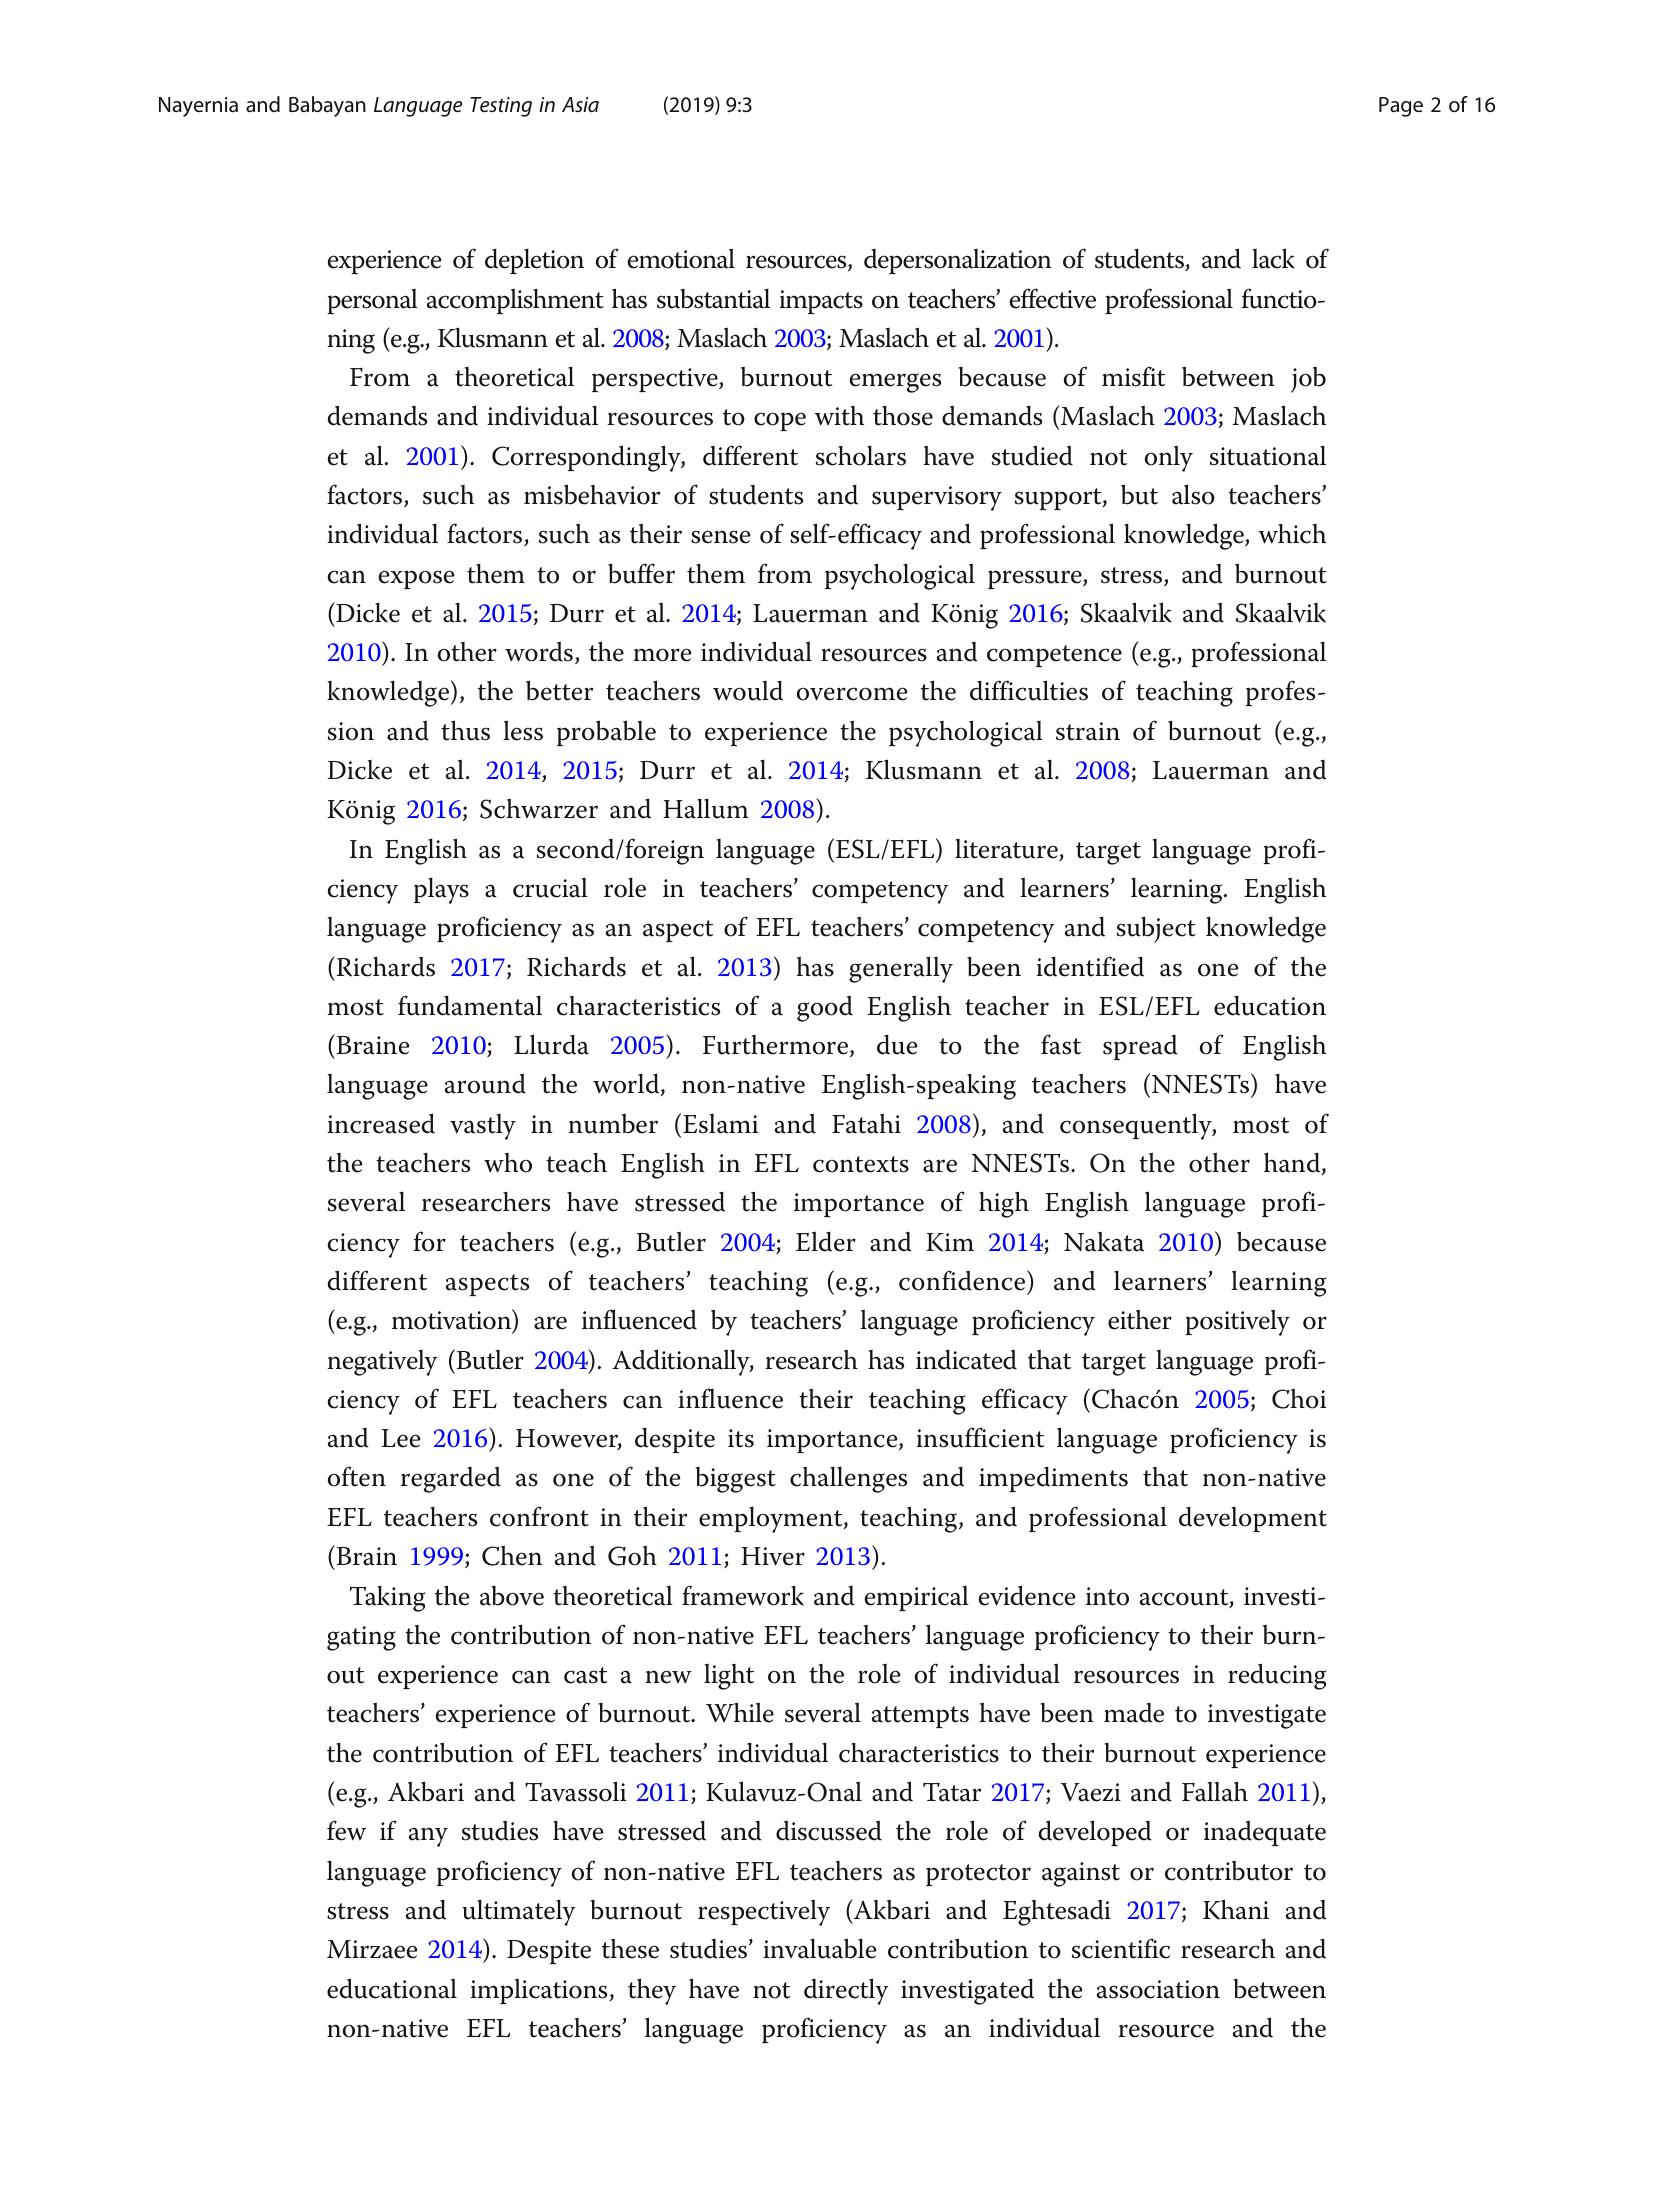 Nayernia and Babayan Language Testing in Asia (2019) 9:3 Page 2 of 16
experience of depletion of emotional resources, depersonalization of students, and lack of
personal accomplishment has substantial impacts on teachers’ effective professional functio-
ning (e.g., Klusmann et al. 2008; Maslach 2003; Maslach et al. 2001).
From a theoretical perspective, burnout emerges because of misfit between job
demands and individual resources to cope with those demands (Maslach 2003; Maslach
et al. 2001). Correspondingly, different scholars have studied not only situational
factors, such as misbehavior of students and supervisory support, but also teachers’
individual factors, such as their sense of self-efficacy and professional knowledge, which
can expose them to or buffer them from psychological pressure, stress, and burnout
(Dicke et al. 2015; Durr et al. 2014; Lauerman and König 2016; Skaalvik and Skaalvik
2010). In other words, the more individual resources and competence (e.g., professional
knowledge), the better teachers would overcome the difficulties of teaching profes-
sion and thus less probable to experience the psychological strain of burnout (e.g.,
Dicke et al. 2014, 2015; Durr et al. 2014; Klusmann et al. 2008; Lauerman and
König 2016; Schwarzer and Hallum 2008).
In English as a second/foreign language (ESL/EFL) literature, target language profi-
ciency plays a crucial role in teachers’ competency and learners’ learning. English
language proficiency as an aspect of EFL teachers’ competency and subject knowledge
(Richards 2017; Richards et al. 2013) has generally been identified as one of the
most fundamental characteristics of a good English teacher in ESL/EFL education
(Braine 2010; Llurda 2005). Furthermore, due to the fast spread of English
language around the world, non-native English-speaking teachers (NNESTs) have
increased vastly in number (Eslami and Fatahi 2008), and consequently, most of
the teachers who teach English in EFL contexts are NNESTs. On the other hand,
several researchers have stressed the importance of high English language profi-
ciency for teachers (e.g., Butler 2004; Elder and Kim 2014; Nakata 2010) because
different aspects of teachers’ teaching (e.g., confidence) and learners’ learning
(e.g., motivation) are influenced by teachers’ language proficiency either positively or
negatively (Butler 2004). Additionally, research has indicated that target language profi-
ciency of EFL teachers can influence their teaching efficacy (Chacón 2005; Choi
and Lee 2016). However, despite its importance, insufficient language proficiency is
often regarded as one of the biggest challenges and impediments that non-native
EFL teachers confront in their employment, teaching, and professional development
(Brain 1999; Chen and Goh 2011; Hiver 2013).
Taking the above theoretical framework and empirical evidence into account, investi-
gating the contribution of non-native EFL teachers’ language proficiency to their burn-
out experience can cast a new light on the role of individual resources in reducing
teachers’ experience of burnout. While several attempts have been made to investigate
the contribution of EFL teachers’ individual characteristics to their burnout experience
(e.g., Akbari and Tavassoli 2011; Kulavuz-Onal and Tatar 2017; Vaezi and Fallah 2011),
few if any studies have stressed and discussed the role of developed or inadequate
language proficiency of non-native EFL teachers as protector against or contributor to
stress and ultimately burnout respectively (Akbari and Eghtesadi 2017; Khani and
Mirzaee 2014). Despite these studies’ invaluable contribution to scientific research and
educational implications, they have not directly investigated the association between
non-native EFL teachers’ language proficiency as an individual resource and the